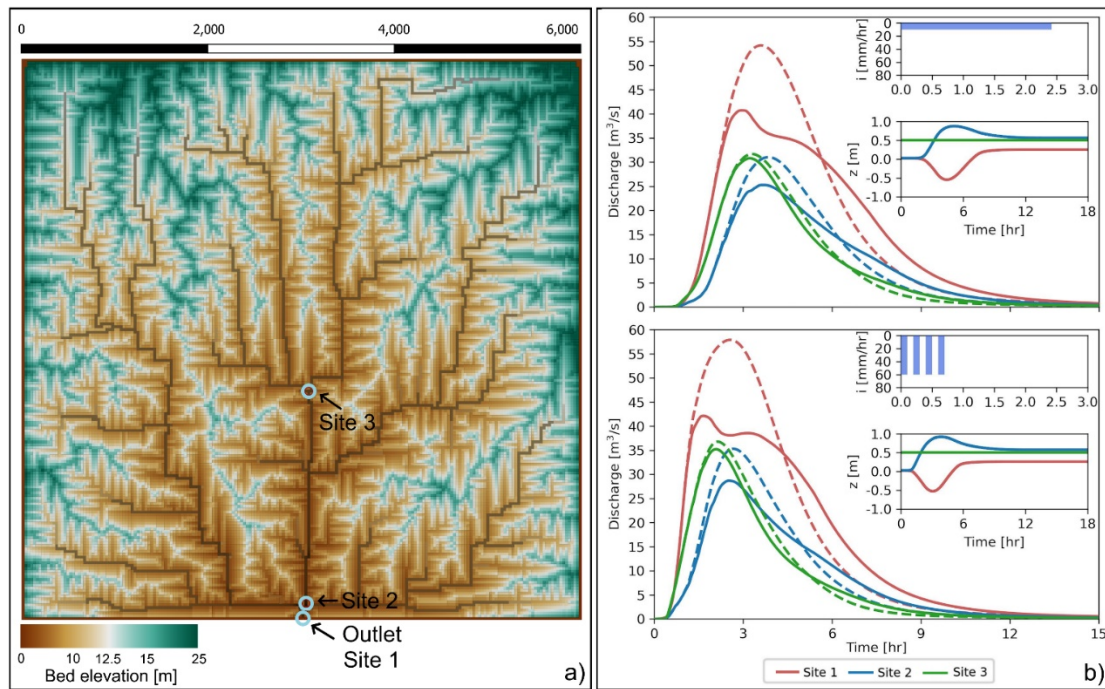 0 2,000 4,000 6,000
Site 3
Site 2
Outlet
Site 1
0 10 12.5 15 25
Bed elevation [m]
a)
60
55
50
45
40
35
30
25
20
15
10
5
0
Discharge [m³/s]
0
20
40
60
80
i [mm/hr]
0.0 0.5 1.0 1.5 2.0 2.5 3.0
1.0
0.5
0.0
-0.5
-1.0
z [m]
0 6 12 18
Time [hr]
60
55
50
45
40
35
30
25
20
15
10
5
0
Discharge [m³/s]
0
20
40
60
80
i [mm/hr]
0.0 0.5 1.0 1.5 2.0 2.5 3.0
1.0
0.5
0.0
-0.5
-1.0
z [m]
0 6 12 18
Time [hr]
0 3 6 9 12 15
Time [hr]
Site 1 Site 2 Site 3
b)